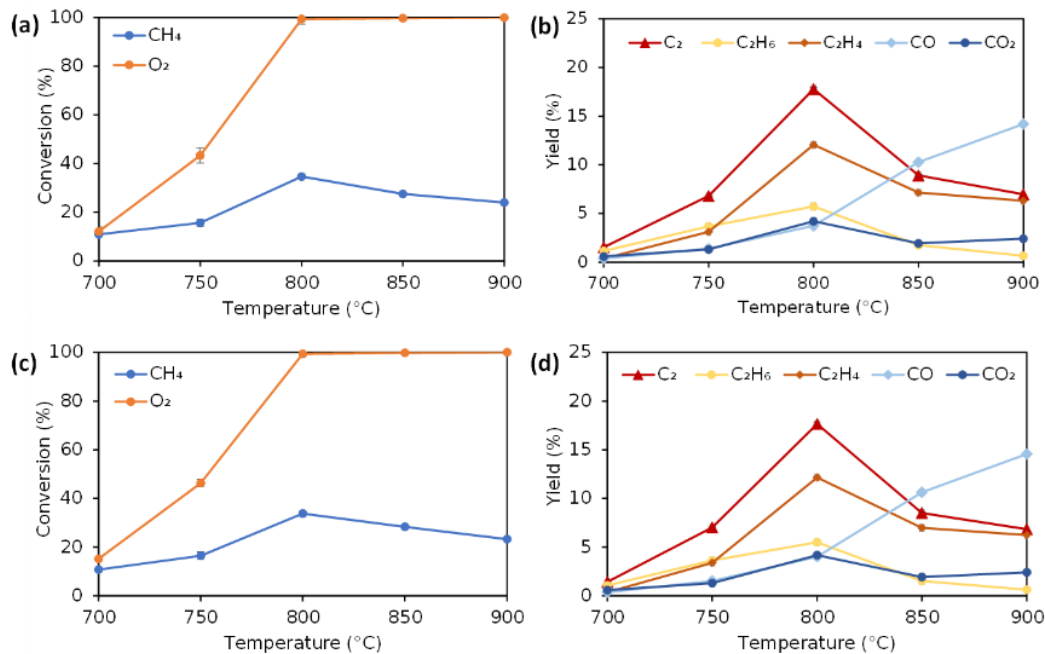 (a)
Conversion (%)
100
80
60
40
20
0
CH₄
O₂
700 750 800 850 900
Temperature (°C)
(b)
Yield (%)
25
20
15
10
5
0
C₂ C₂H₆ C₂H₄ CO CO₂
700 750 800 850 900
Temperature (°C)
(c)
Conversion (%)
100
80
60
40
20
0
CH₄
O₂
700 750 800 850 900
Temperature (°C)
(d)
Yield (%)
25
20
15
10
5
0
C₂ C₂H₆ C₂H₄ CO CO₂
700 750 800 850 900
Temperature (°C)